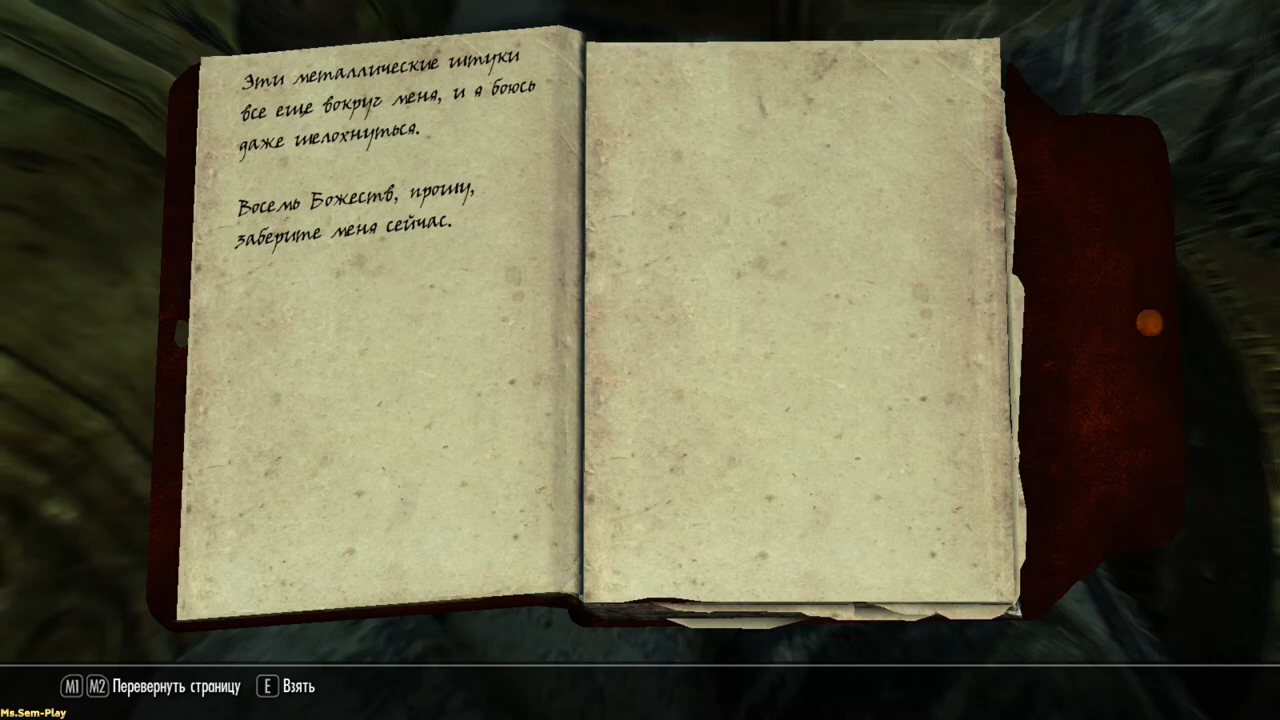 Эти металлические штуки
все еще вокруг меня, и я боюсь
даже шелохнуться.
Восемь Божеств, прошу,
заберите меня сейчас.
M1 M2 Перевернуть страницу E Взять
Ms.Sem-Play